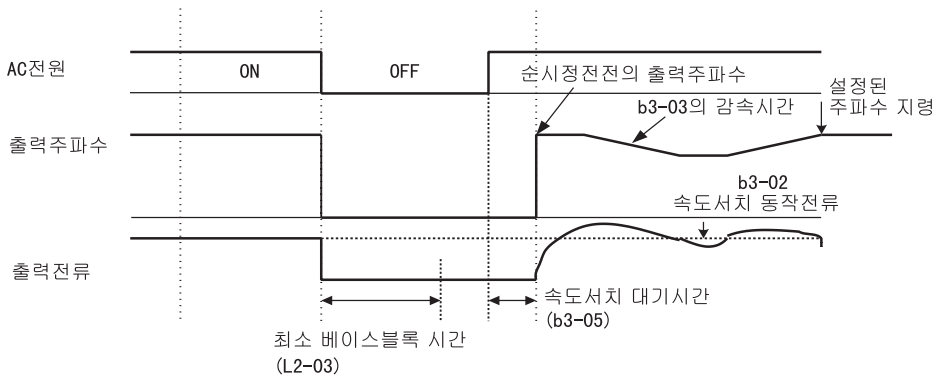 AC전원
ON
OFF
순시정전전의 출력주파수
b3-03의 감속시간
설정된
주파수 지령
출력주파수
b3-02
속도서치 동작전류
출력전류
속도서치 대기시간
(b3-05)
최소 베이스블록 시간
(L2-03)